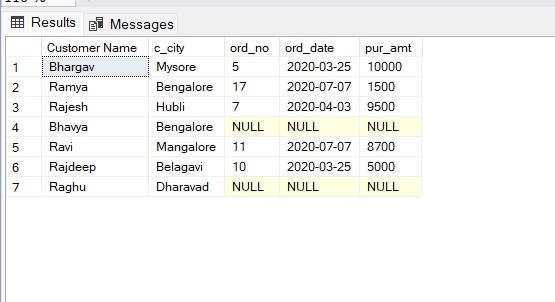 Results Messages
Customer Name c_city ord_no ord_date pur_amt
1 Bhargav Mysore 5 2020-03-25 10000
2 Ramya Bengalore 17 2020-07-07 1500
3 Rajesh Hubli 7 2020-04-03 9500
4 Bhavya Bengalore NULL NULL NULL
5 Ravi Mangalore 11 2020-07-07 8700
6 Rajdeep Belagavi 10 2020-03-25 5000
7 Raghu Dharavad NULL NULL NULL